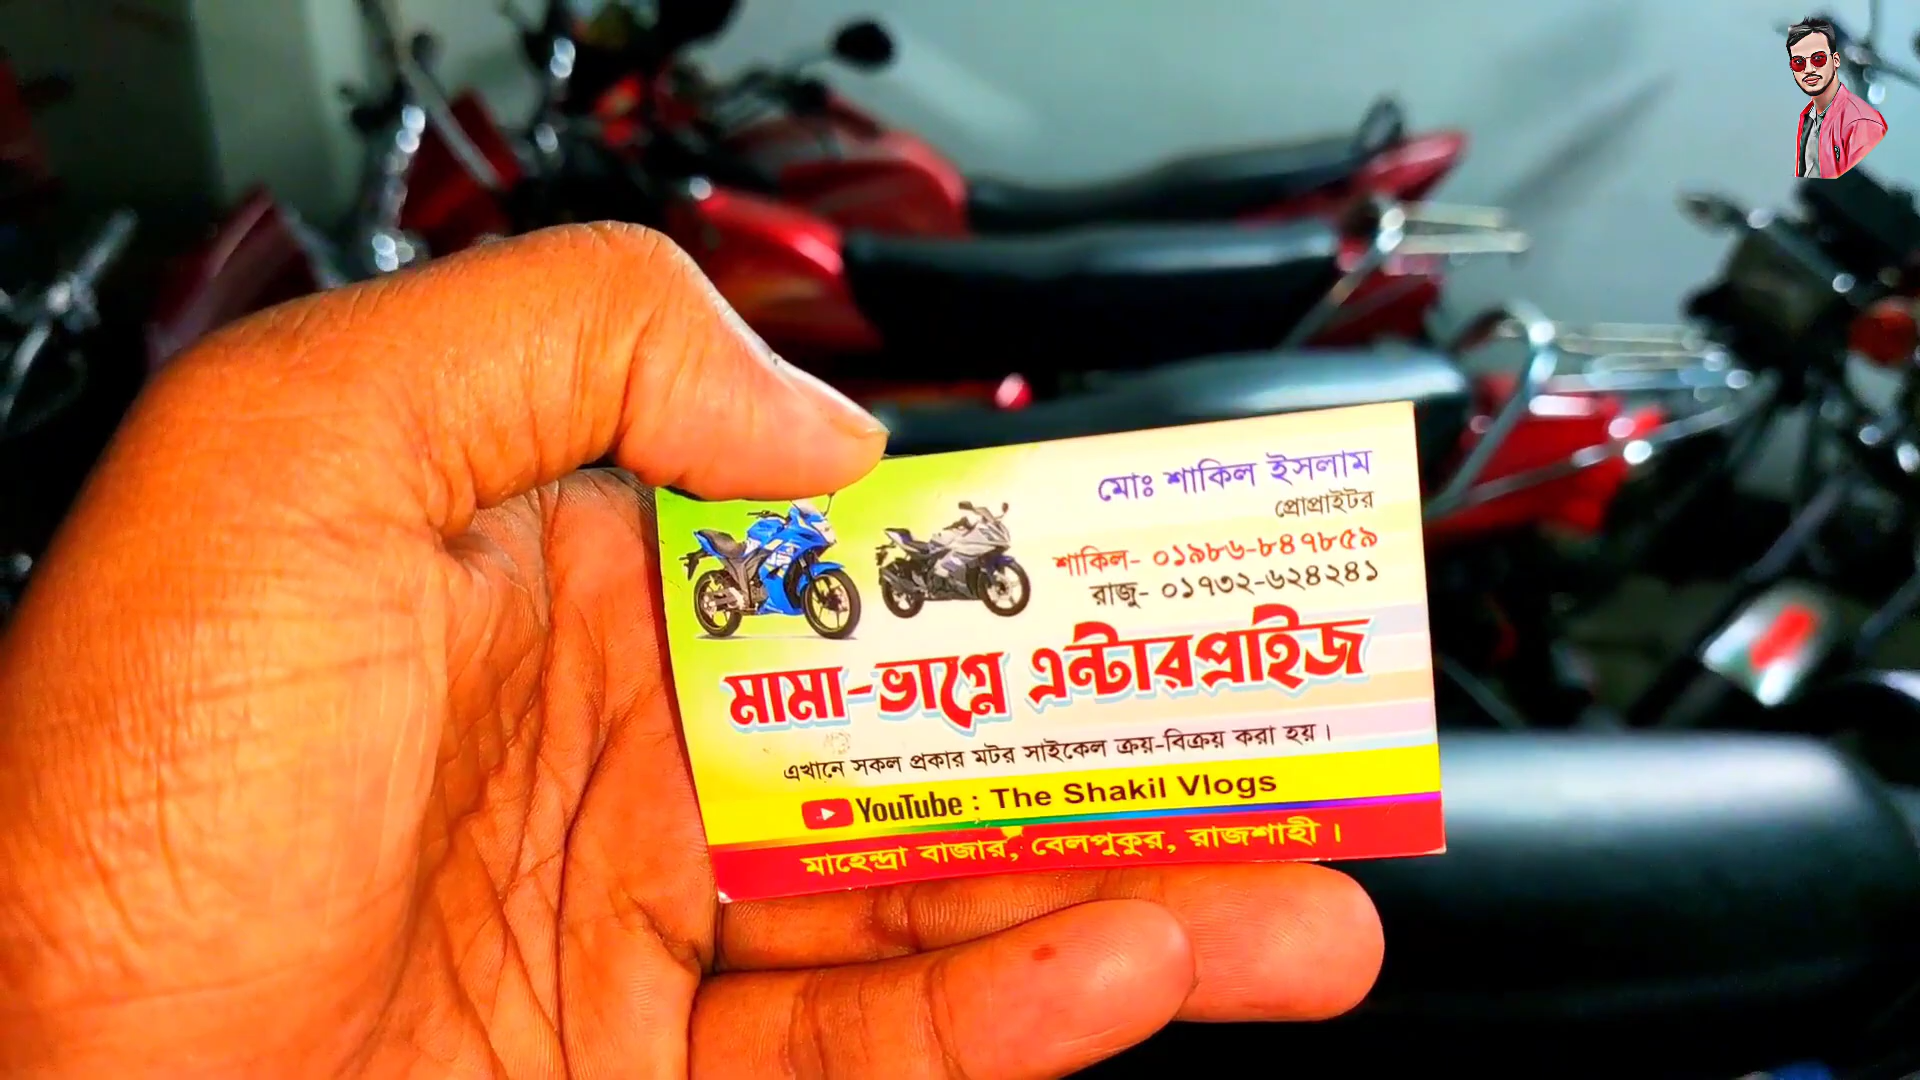 মোঃ শাকিল ইসলাম
প্রোপ্রাইটর
শাকিল- ০১৯৮৬-৮৪৭৮৫৯
রাজু- ০১৭৩২-৬২৪২৪১
মামা-ভাগ্নে এন্টারপ্রাইজ
এখানে সকল প্রকার মটর সাইকেল ক্রয়-বিক্রয় করা হয়।
YouTube : The Shakil Vlogs
মাহেন্দ্রা বাজার, বেলপুকুর, রাজশাহী।